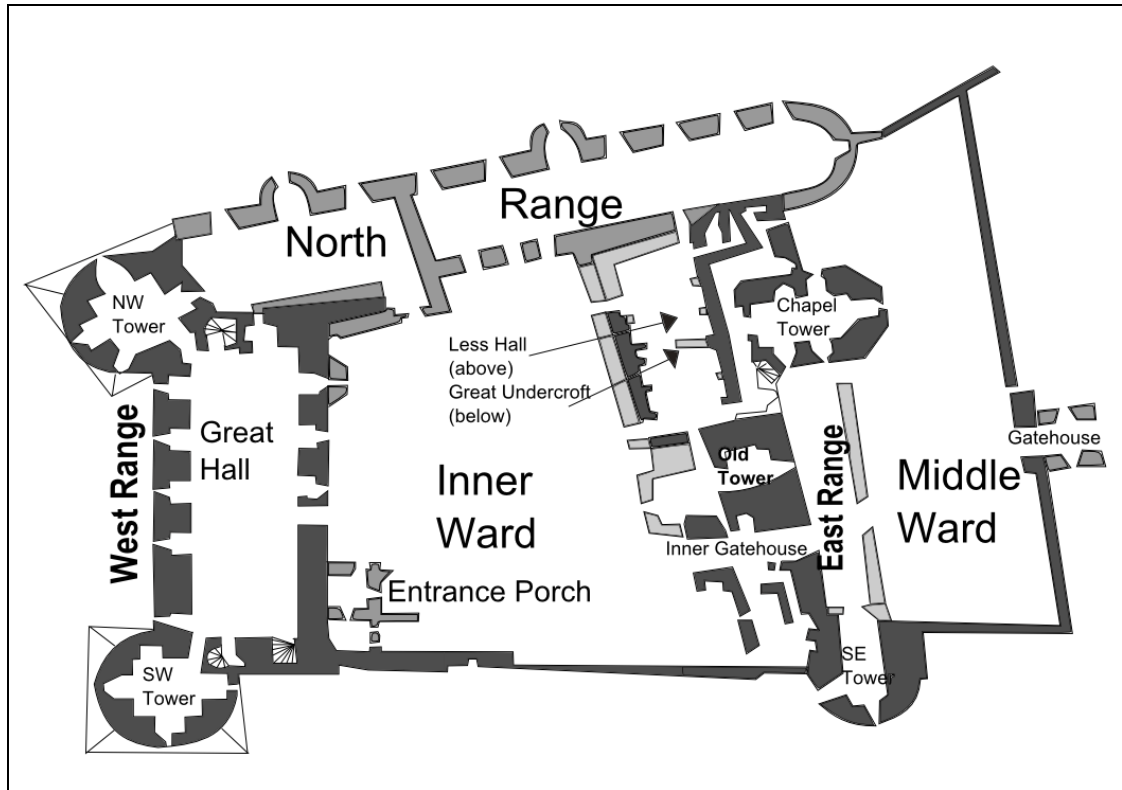 Range
North
NW
Tower
Chapel
Tower
Less Hall
(above)
Great Undercroft
(below)
West Range
Great
Hall
Gatehouse
Old
Tower
East Range
Middle
Ward
Inner
Ward
Inner Gatehouse
Entrance Porch
SW
Tower
SE
Tower